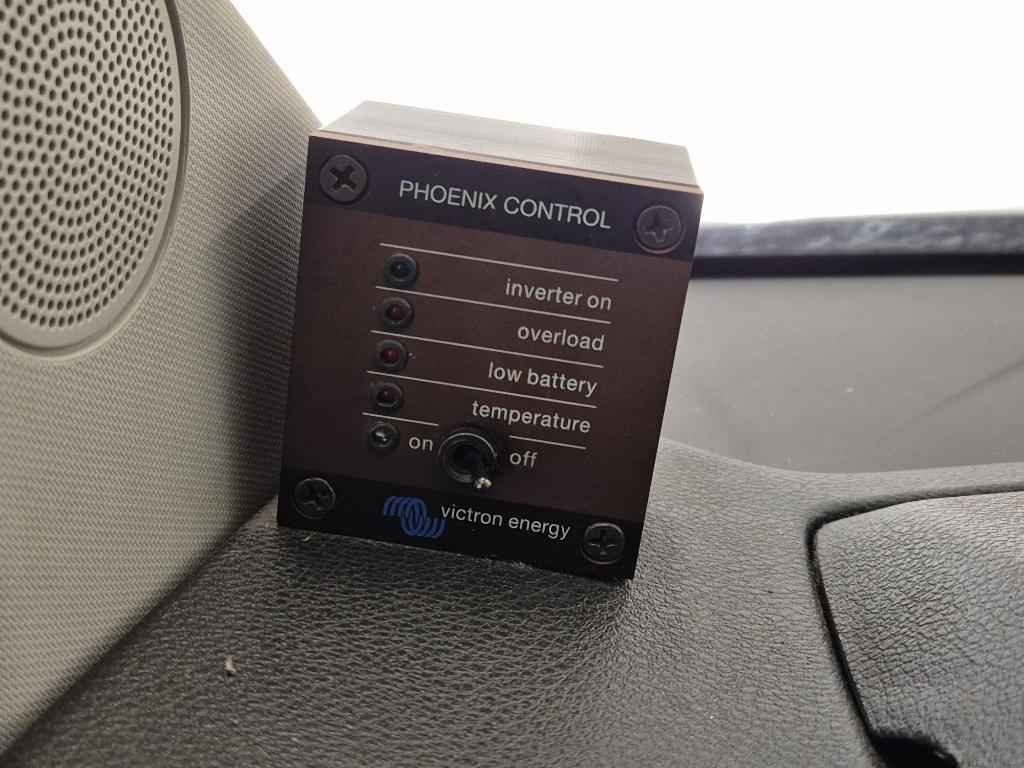 PHOENIX CONTROL
inverter on
overload
low battery
temperature
on off
victron energy